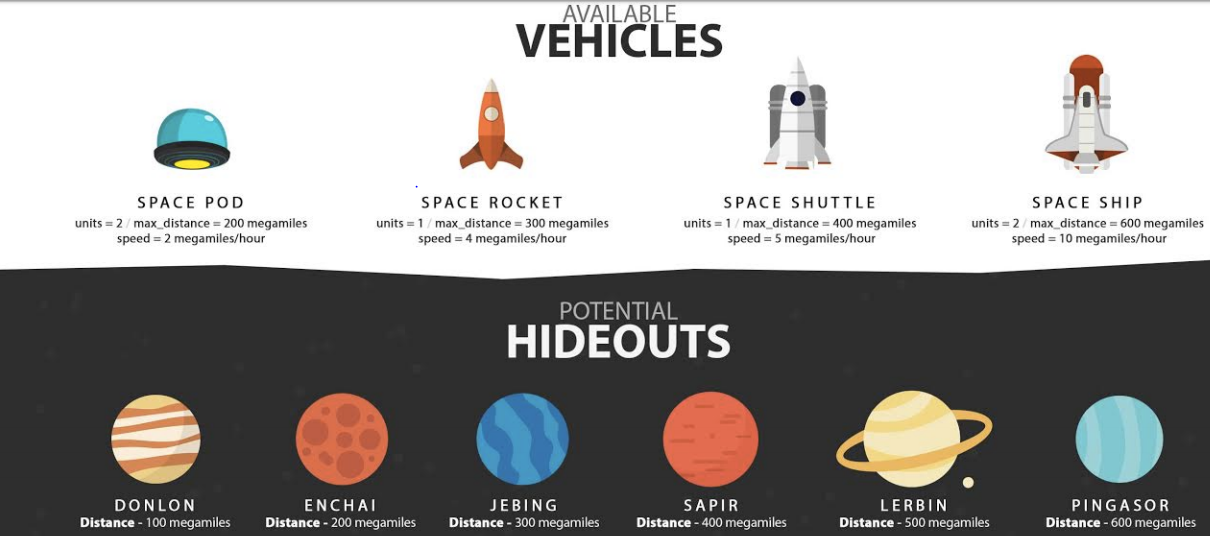 AVAILABLE
VEHICLES
SPACE POD
units = 2 / max_distance = 200 megamiles
speed = 2 megamiles/hour
SPACE ROCKET
units = 1 / max_distance = 300 megamiles
speed = 4 megamiles/hour
SPACE SHUTTLE
units = 1 / max_distance = 400 megamiles
speed = 5 megamiles/hour
SPACE SHIP
units = 2 / max_distance = 600 megamiles
speed = 10 megamiles/hour
POTENTIAL
HIDEOUTS
DONLON
Distance - 100 megamiles
ENCHAI
Distance - 200 megamiles
JEBING
Distance - 300 megamiles
SAPIR
Distance - 400 megamiles
LERBIN
Distance - 500 megamiles
PINGASOR
Distance - 600 megamiles